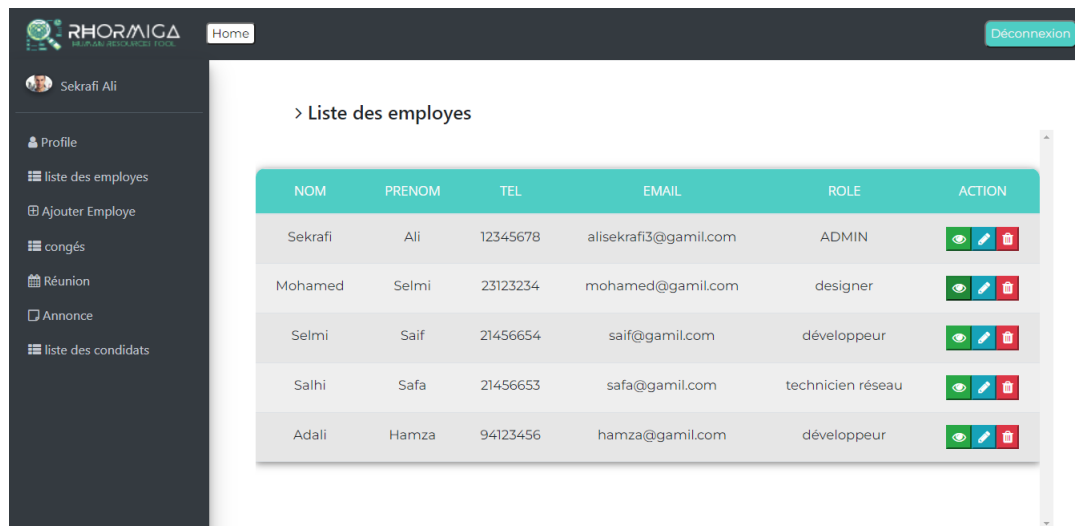 RHORMIGA
HUMAN RESOURCES TOOL
Home
Déconnexion
Sekrafi Ali
Profile
liste des employes
Ajouter Employe
congés
Réunion
Annonce
liste des condidats
> Liste des employes
NOM PRENOM TEL EMAIL ROLE ACTION
Sekrafi Ali 12345678 alisekrafi3@gamil.com ADMIN
Mohamed Selmi 23123234 mohamed@gamil.com designer
Selmi Saif 21456654 saif@gamil.com développeur
Salhi Safa 21456653 safa@gamil.com technicien réseau
Adali Hamza 94123456 hamza@gamil.com développeur